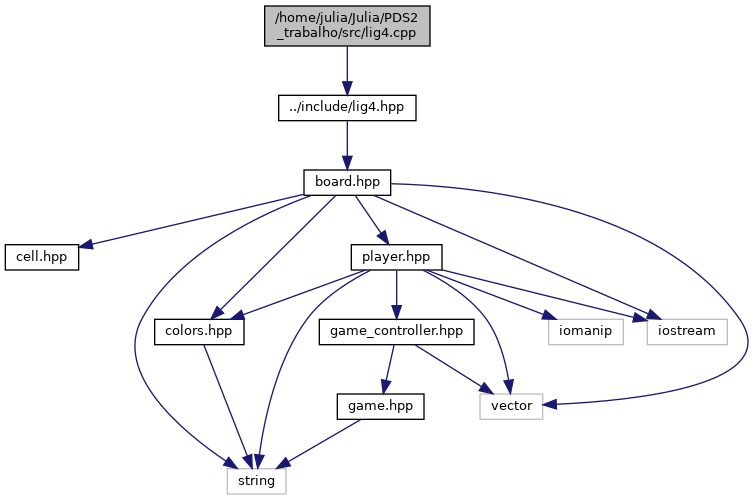 /home/julia/Julia/PDS2
_trabalho/src/lig4.cpp
../include/lig4.hpp
board.hpp
cell.hpp
player.hpp
colors.hpp
game_controller.hpp
iomanip
iostream
game.hpp
vector
string